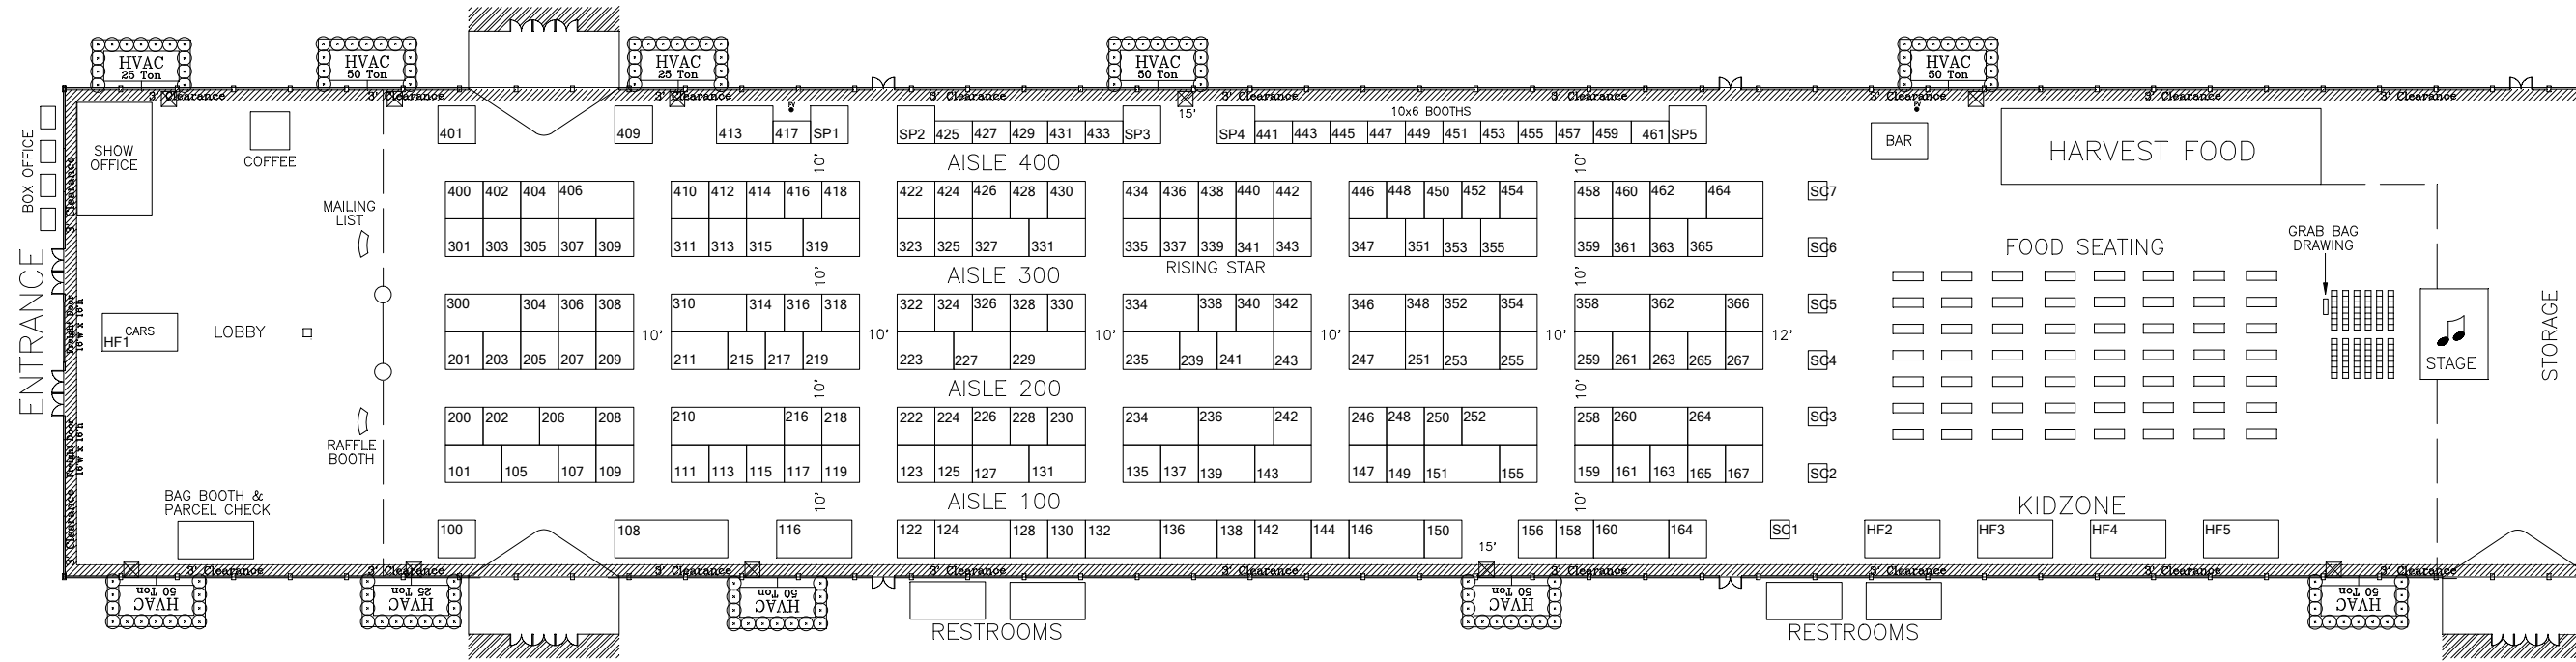 HVAC
25 Ton
HVAC
50 Ton
HVAC
25 Ton
HVAC
50 Ton
HVAC
50 Ton
3' Clearance
3' Clearance
3' Clearance
3' Clearance
3' Clearance
3' Clearance
3' Clearance
3' Clearance
3' Clearance
BOX OFFICE
3' Clearance
SHOW
OFFICE
COFFEE
401
409
413 417 SP1
SP2 425 427 429 431 433 SP3
15'
10x6 BOOTHS
SP4 441 443 445 447 449 451 453 455 457 459 461 SP5
BAR
HARVEST FOOD
10'
AISLE 400
10'
MAILING
LIST
400 402 404 406
410 412 414 416 418
422 424 426 428 430
434 436 438 440 442
446 448 450 452 454
458 460 462 464
SC7
301 303 305 307 309
311 313 315 319
323 325 327 331
335 337 339 341 343
347 351 353 355
359 361 363 365
SC6
FOOD SEATING
GRAB BAG
DRAWING
10'
AISLE 300
RISING STAR
10'
ENTRANCE
Freight Door
16'W x 16'h
CARS
HF1
LOBBY
300 304 306 308
310 314 316 318
322 324 326 328 330
334 338 340 342
346 348 352 354
358 362 366
SC5
10'
10'
10'
10'
10'
12'
201 203 205 207 209
211 215 217 219
223 227 229
235 239 241 243
247 251 253 255
259 261 263 265 267
SC4
STAGE
STORAGE
10'
AISLE 200
10'
Freight Door
16'W x 16'h
RAFFLE
BOOTH
200 202 206 208
210 216 218
222 224 226 228 230
234 236 242
246 248 250 252
258 260 264
SC3
101 105 107 109
111 113 115 117 119
123 125 127 131
135 137 139 143
147 149 151 155
159 161 163 165 167
SC2
10'
AISLE 100
10'
KIDZONE
BAG BOOTH &
PARCEL CHECK
3' Clearance
100
108
116
122 124 128 130 132 136 138 142 144 146 150
15'
156 158 160 164
SC1
HF2
HF3
HF4
HF5
3' Clearance
3' Clearance
3' Clearance
3' Clearance
3' Clearance
3' Clearance
3' Clearance
3' Clearance
3' Clearance
HVAC
50 Ton
HVAC
25 Ton
HVAC
50 Ton
HVAC
50 Ton
HVAC
50 Ton
RESTROOMS
RESTROOMS